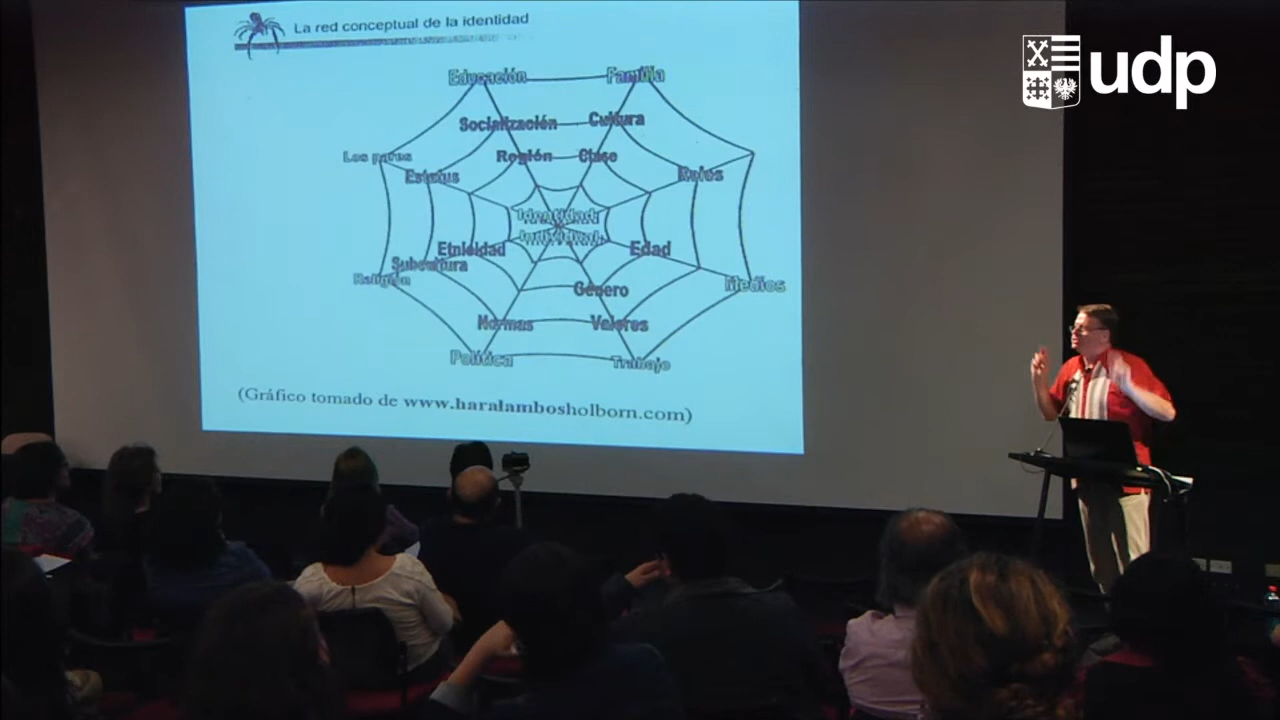 La red conceptual de la identidad
udp
Educación
Familia
Socialización
Cultura
Los pares
Región
Clase
Estatus
Roles
Identidad
Individual
Etnicidad
Edad
Subcultura
Religión
Género
Medios
Normas
Valores
Política
Trabajo
(Gráfico tomado de www.haralambosholborn.com)